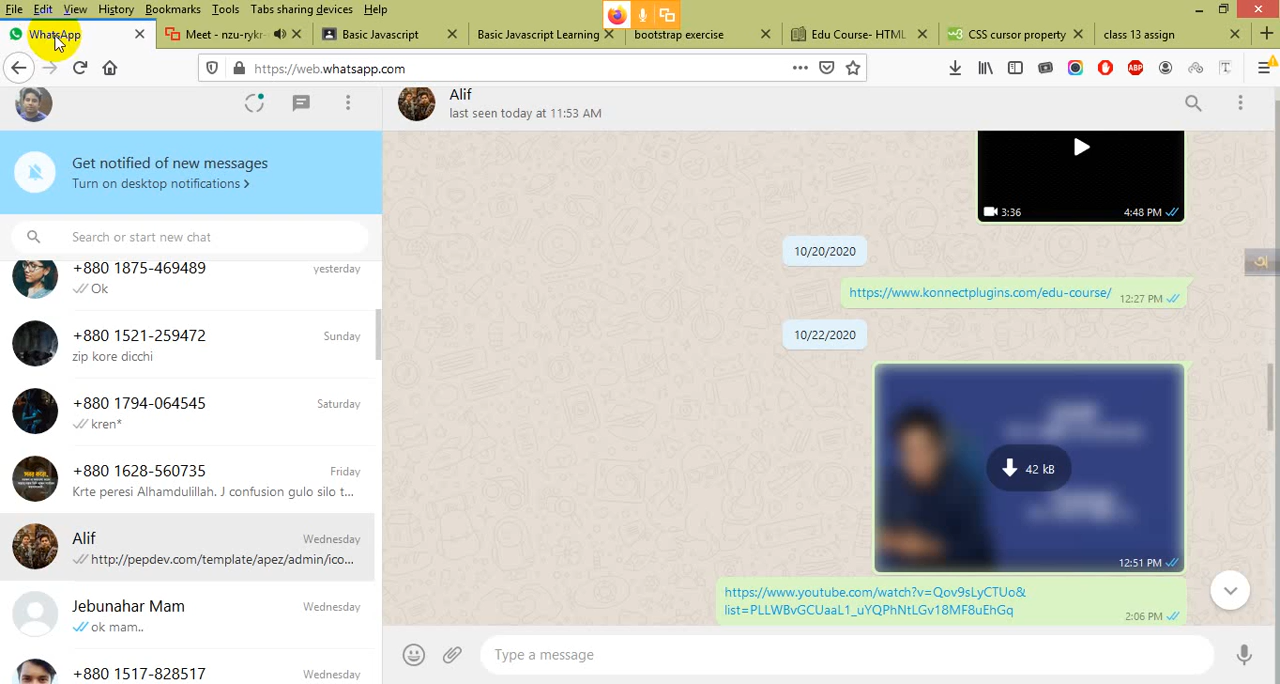 File Edit View History Bookmarks Tools Tabs sharing devices Help
WhatsApp Meet - nzu-rykr- Basic Javascript Basic Javascript Learning bootstrap exercise Edu Course- HTML CSS cursor property class 13 assign
https://web.whatsapp.com
ABP
Alif
last seen today at 11:53 AM
Get notified of new messages
Turn on desktop notifications >
Search or start new chat
+880 1875-469489 yesterday
Ok
+880 1521-259472 Sunday
zip kore dicchi
+880 1794-064545 Saturday
kren*
+880 1628-560735 Friday
Krte peresi Alhamdulillah. J confusion gulo silo t...
Alif Wednesday
http://pepdev.com/template/apez/admin/ico...
Jebunahar Mam Wednesday
ok mam..
+880 1517-828517 Wednesday
3:36 4:48 PM
10/20/2020
https://www.konnectplugins.com/edu-course/ 12:27 PM
10/22/2020
42 kB
12:51 PM
https://www.youtube.com/watch?v=Qov9sLyCTUo&
list=PLLWBvGCUaaL1_uYQPhNtLGv18MF8uEhGq
2:06 PM
Type a message
অ